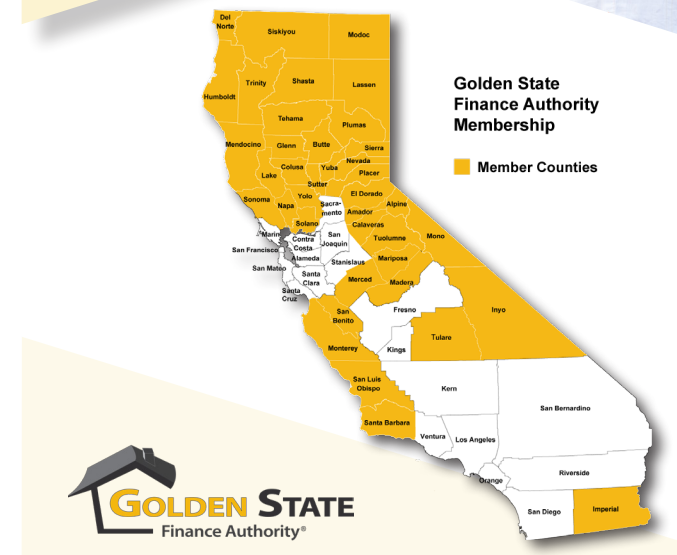 Del
Norte
Siskiyou
Modoc
Trinity
Shasta
Lassen
Humboldt
Golden State
Finance Authority
Membership
Member Counties
Tehama
Plumas
Mendocino
Glenn
Butte
Sierra
Nevada
Colusa
Yuba
Placer
Lake
Sutter
El Dorado
Yolo
Sonoma
Napa
Sacra-
mento
Alpine
Amador
Solano
Calaveras
Marin
Contra
Costa
San
Joaquin
Tuolumne
Mono
San Francisco
Alameda
Stanislaus
Mariposa
San Mateo
Santa
Clara
Merced
Madera
Santa
Cruz
Fresno
Inyo
San
Benito
Tulare
Monterey
Kings
San Luis
Obispo
Kern
San Bernardino
Santa Barbara
Ventura
Los Angeles
Orange
Riverside
San Diego
Imperial
GOLDEN STATE
Finance Authority®